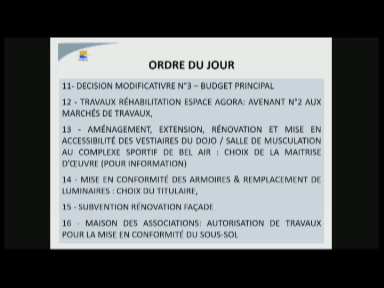 ORDRE DU JOUR
11- DECISION MODIFICATIVRE N°3 – BUDGET PRINCIPAL
12 - TRAVAUX RÉHABILITATION ESPACE AGORA: AVENANT N°2 AUX
MARCHÉS DE TRAVAUX,
13 - AMÉNAGEMENT, EXTENSION, RÉNOVATION ET MISE EN
ACCESSIBILITÉ DES VESTIAIRES DU DOJO / SALLE DE MUSCULATION
AU COMPLEXE SPORTIF DE BEL AIR : CHOIX DE LA MAITRISE
D'ŒUVRE (POUR INFORMATION)
14 - MISE EN CONFORMITÉ DES ARMOIRES & REMPLACEMENT DE
LUMINAIRES : CHOIX DU TITULAIRE,
15 - SUBVENTION RÉNOVATION FAÇADE
16 - MAISON DES ASSOCIATIONS: AUTORISATION DE TRAVAUX
POUR LA MISE EN CONFORMITÉ DU SOUS-SOL